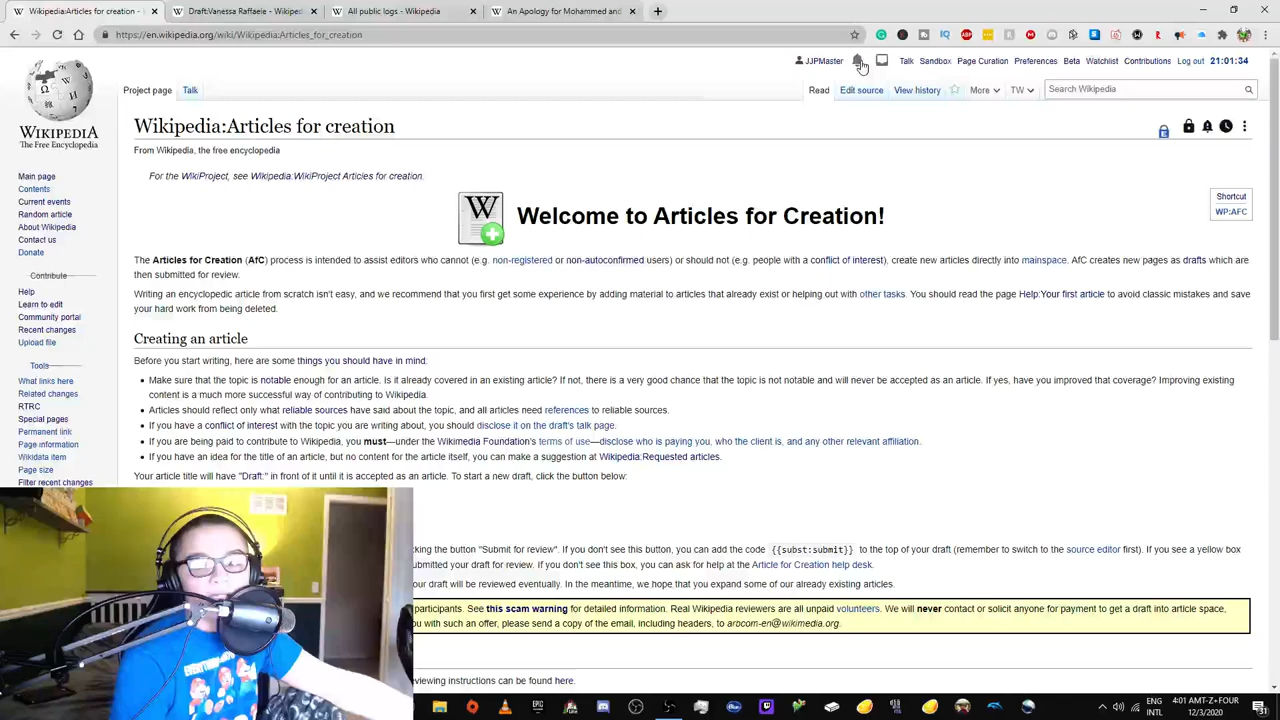 Wikipedia:Articles for creation -
Draft:Vanessa Raffaele - Wikipedi
All public logs - Wikipedia
An Apology for Mohammed and
https://en.wikipedia.org/wiki/Wikipedia:Articles_for_creation
JJPMaster Talk Sandbox Page Curation Preferences Beta Watchlist Contributions Log out 21:01:34
Project page Talk Read Edit source View history More TW Search Wikipedia
WIKIPEDIA
The Free Encyclopedia
Main page
Contents
Current events
Random article
About Wikipedia
Contact us
Donate
Contribute
Help
Learn to edit
Community portal
Recent changes
Upload file
Tools
What links here
Related changes
RTRC
Special pages
Permanent link
Page information
Wikidata item
Page size
Filter recent changes
Wikipedia:Articles for creation
From Wikipedia, the free encyclopedia
For the WikiProject, see Wikipedia:WikiProject Articles for creation.
Welcome to Articles for Creation!
Shortcut
WP:AFC
The Articles for Creation (AfC) process is intended to assist editors who cannot (e.g. non-registered or non-autoconfirmed users) or should not (e.g. people with a conflict of interest), create new articles directly into mainspace. AfC creates new pages as drafts which are
then submitted for review.
Writing an encyclopedic article from scratch isn't easy, and we recommend that you first get some experience by adding material to articles that already exist or helping out with other tasks. You should read the page Help:Your first article to avoid classic mistakes and save
your hard work from being deleted.
Creating an article
Before you start writing, here are some things you should have in mind:
• Make sure that the topic is notable enough for an article. Is it already covered in an existing article? If not, there is a very good chance that the topic is not notable and will never be accepted as an article. If yes, have you improved that coverage? Improving existing
content is a much more successful way of contributing to Wikipedia.
• Articles should reflect only what reliable sources have said about the topic, and all articles need references to reliable sources.
• If you have a conflict of interest with the topic you are writing about, you should disclose it on the draft's talk page.
• If you are being paid to contribute to Wikipedia, you must—under the Wikimedia Foundation's terms of use—disclose who is paying you, who the client is, and any other relevant affiliation.
• If you have an idea for the title of an article, but no content for the article itself, you can make a suggestion at Wikipedia:Requested articles.
Your article title will have "Draft:" in front of it until it is accepted as an article. To start a new draft, click the button below:
king the button "Submit for review". If you don't see this button, you can add the code {{subst:submit}} to the top of your draft (remember to switch to the source editor first). If you see a yellow box
ubmitted your draft for review. If you don't see this box, you can ask for help at the Article for Creation help desk.
our draft will be reviewed eventually. In the meantime, we hope that you expand some of our already existing articles.
participants. See this scam warning for detailed information. Real Wikipedia reviewers are all unpaid volunteers. We will never contact or solicit anyone for payment to get a draft into article space,
u with such an offer, please send a copy of the email, including headers, to arbcom-en@wikimedia.org.
viewing instructions can be found here.
ENG
INTL
4:01 AMT-Z+FOUR
12/3/2020